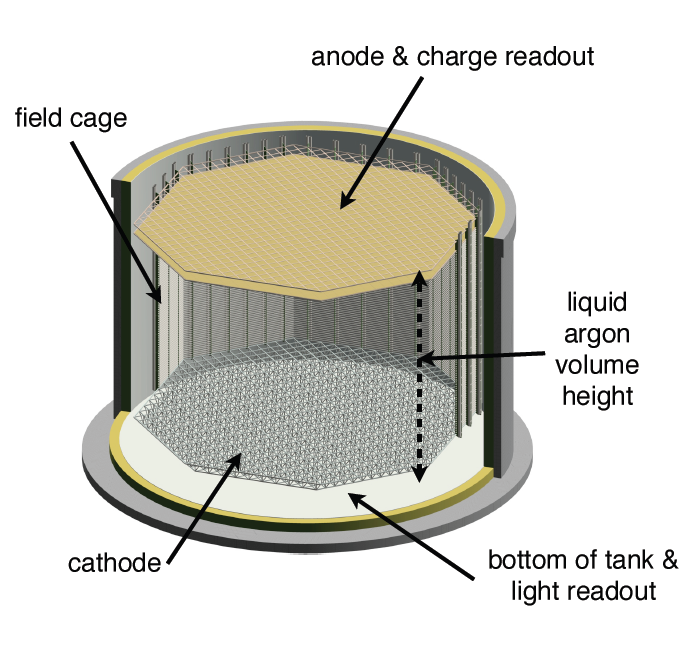 anode & charge readout
field cage
liquid
argon
volume
height
cathode
bottom of tank &
light readout